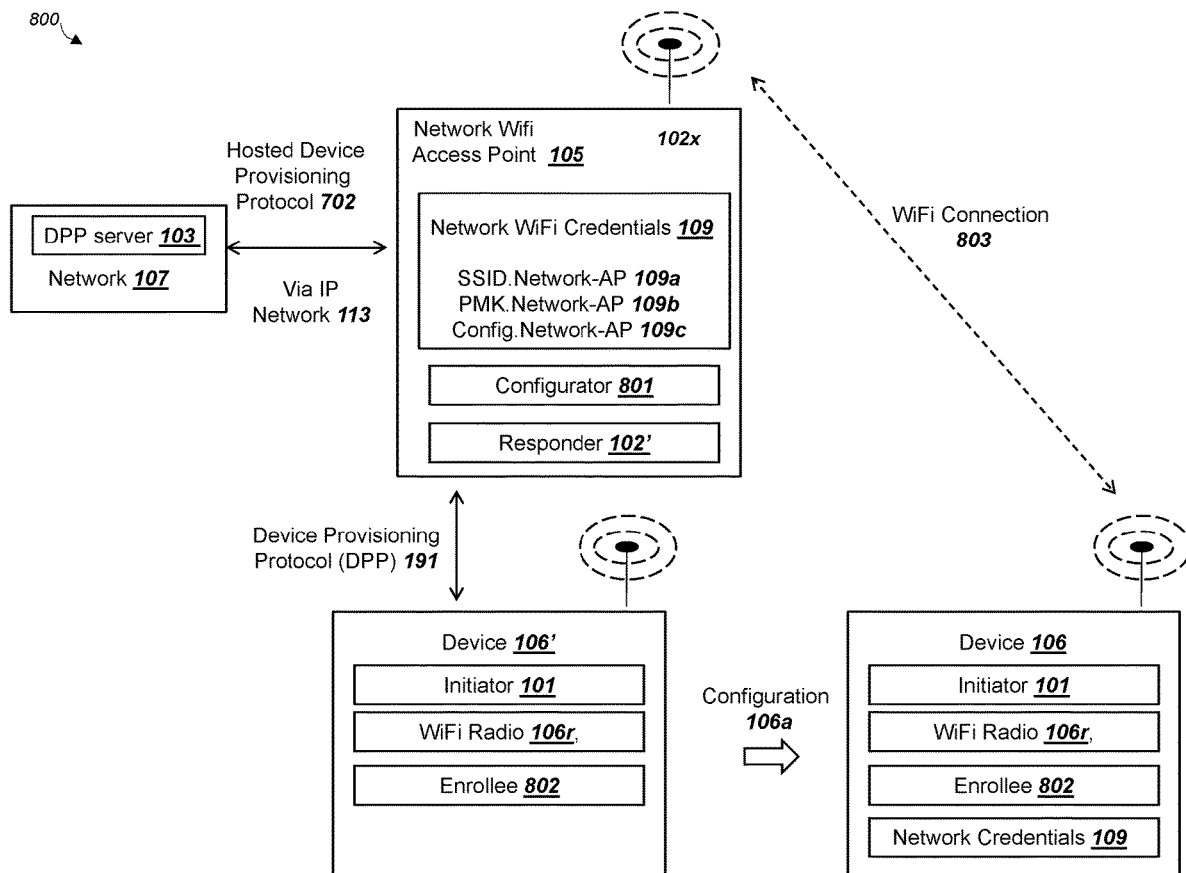 800
Network Wifi
Access Point 105
102x
Hosted Device
Provisioning
Protocol 702
DPP server 103
Network 107
Via IP
Network 113
Network WiFi Credentials 109
SSID.Network-AP 109a
PMK.Network-AP 109b
Config.Network-AP 109c
Configurator 801
Responder 102'
WiFi Connection
803
Device Provisioning
Protocol (DPP) 191
Device 106'
Initiator 101
WiFi Radio 106r,
Enrollee 802
Configuration
106a
Device 106
Initiator 101
WiFi Radio 106r,
Enrollee 802
Network Credentials 109